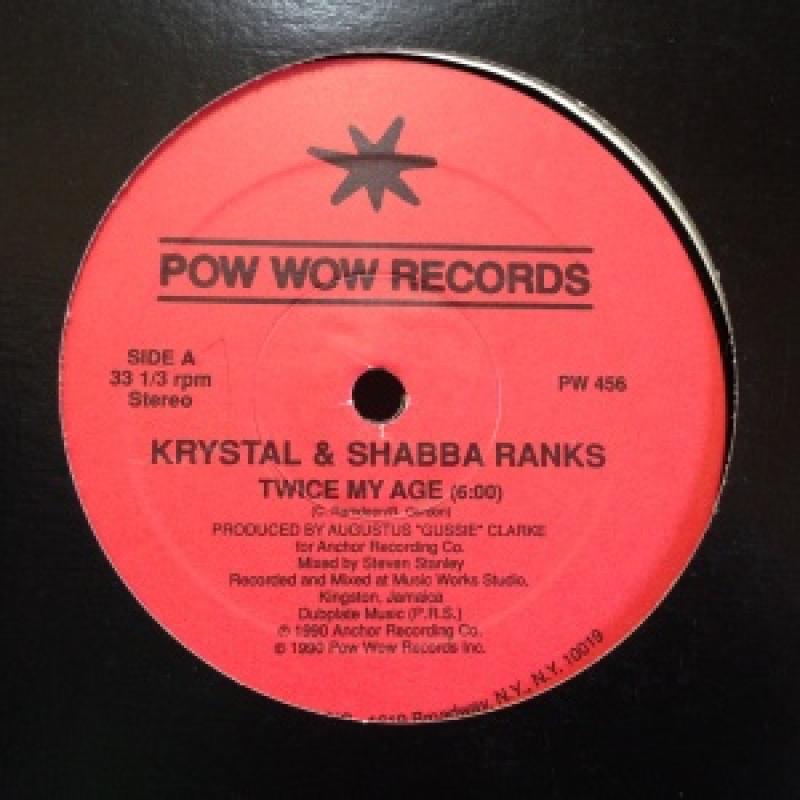 POW WOW RECORDS
SIDE A
33 1/3 rpm
Stereo
PW 456
KRYSTAL & SHABBA RANKS
TWICE MY AGE (6:00)
PRODUCED BY AUGUSTUS "GUSSIE" CLARKE
for Anchor Recording Co.
Mixed by Steven Stanley
Recorded and Mixed at Music Works Studio,
Kingston, Jamaica
Dubplate Music (P.R.S.)
℗ 1990 Anchor Recording Co.
© 1990 Pow Wow Records Inc.
Broadway, N.Y., N.Y. 10019